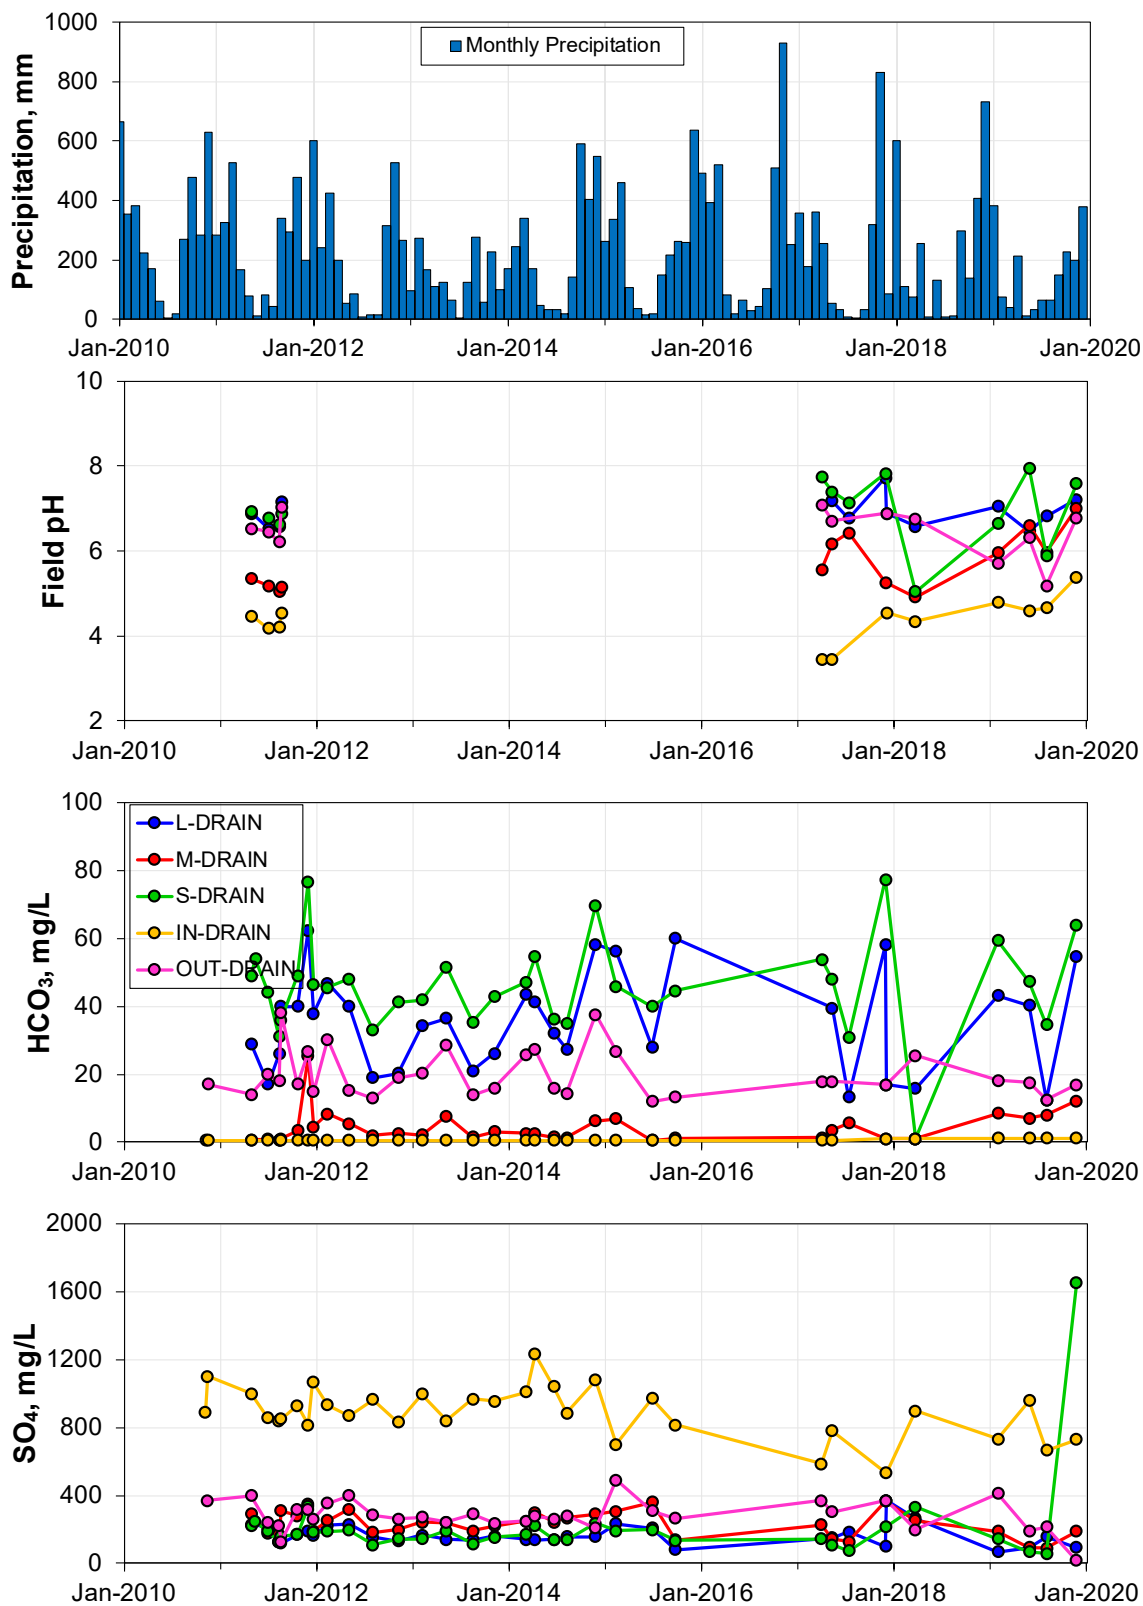 1000
800
600
400
200
0
Precipitation, mm
Monthly Precipitation
Jan-2010 Jan-2012 Jan-2014 Jan-2016 Jan-2018 Jan-2020
10
8
6
4
2
Field pH
Jan-2010 Jan-2012 Jan-2014 Jan-2016 Jan-2018 Jan-2020
100
80
60
40
20
0
HCO₃, mg/L
L-DRAIN
M-DRAIN
S-DRAIN
IN-DRAIN
OUT-DRAIN
Jan-2010 Jan-2012 Jan-2014 Jan-2016 Jan-2018 Jan-2020
2000
1600
1200
800
400
0
SO₄, mg/L
Jan-2010 Jan-2012 Jan-2014 Jan-2016 Jan-2018 Jan-2020